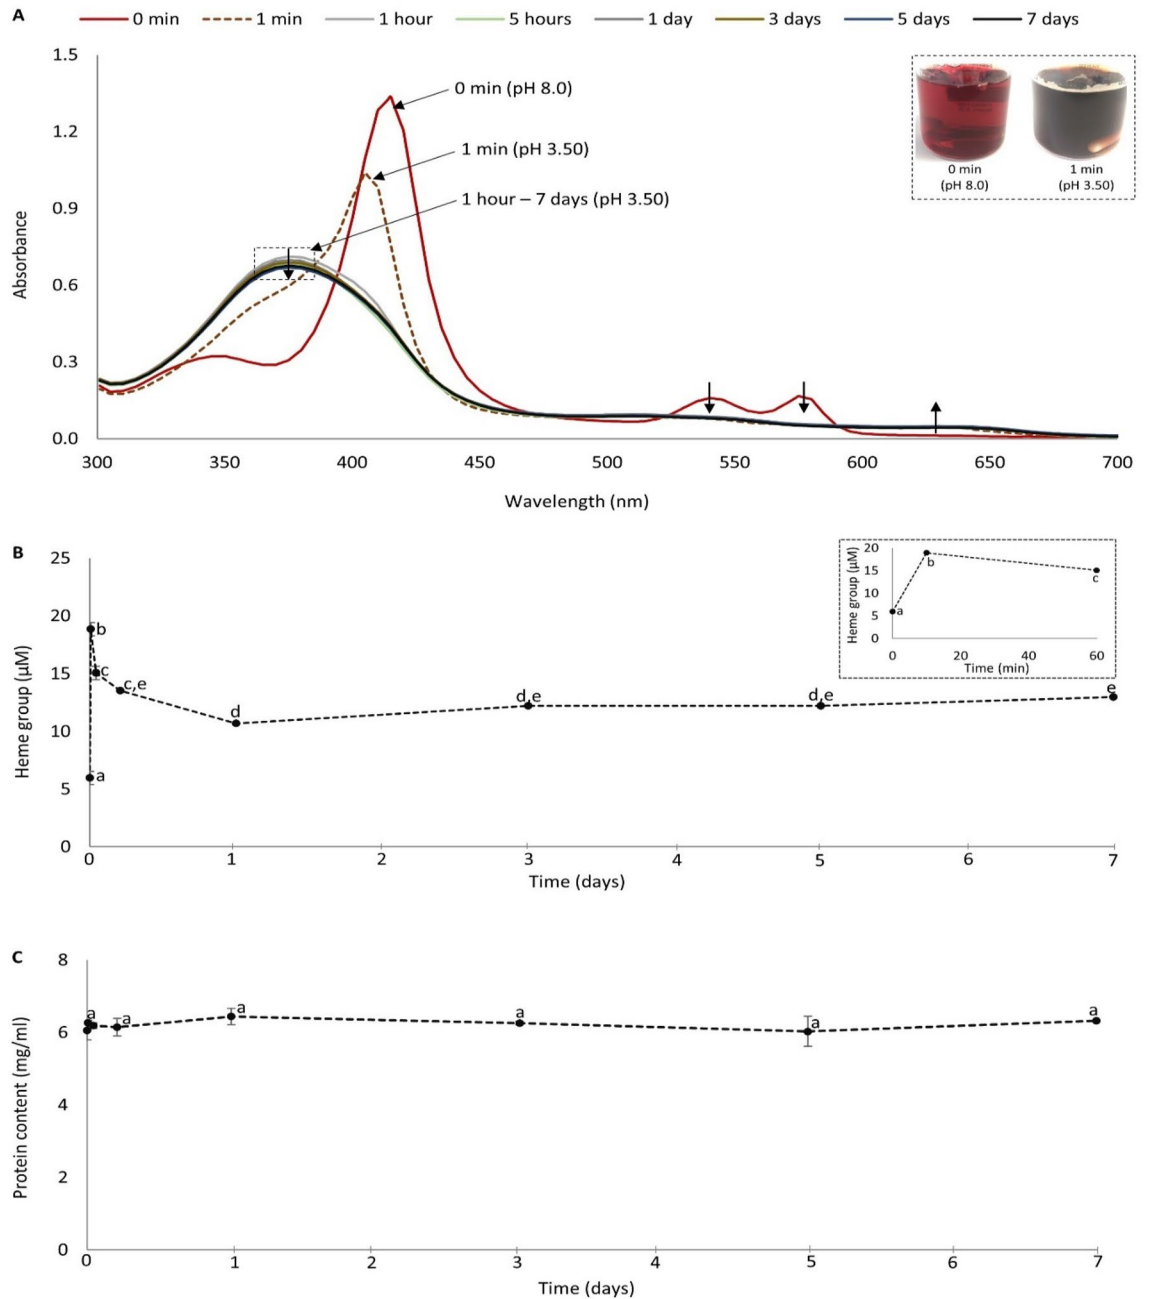 A
0 min 1 min 1 hour 5 hours 1 day 3 days 5 days 7 days
1.5
1.2
0.9
0.6
0.3
0.0
Absorbance
0 min (pH 8.0)
1 min (pH 3.50)
1 hour – 7 days (pH 3.50)
0 min
(pH 8.0)
1 min
(pH 3.50)
300 350 400 450 500 550 600 650 700
Wavelength (nm)
B
25
20
15
10
5
0
Heme group (µM)
a
b
c
c,e
d
d,e
d,e
e
0 1 2 3 4 5 6 7
Time (days)
Heme group (µM)
20
15
10
5
0
a
b
c
0 20 40 60
Time (min)
C
8
6
4
2
0
Protein content (mg/ml)
a
a
a
a
a
a
0 1 2 3 4 5 6 7
Time (days)